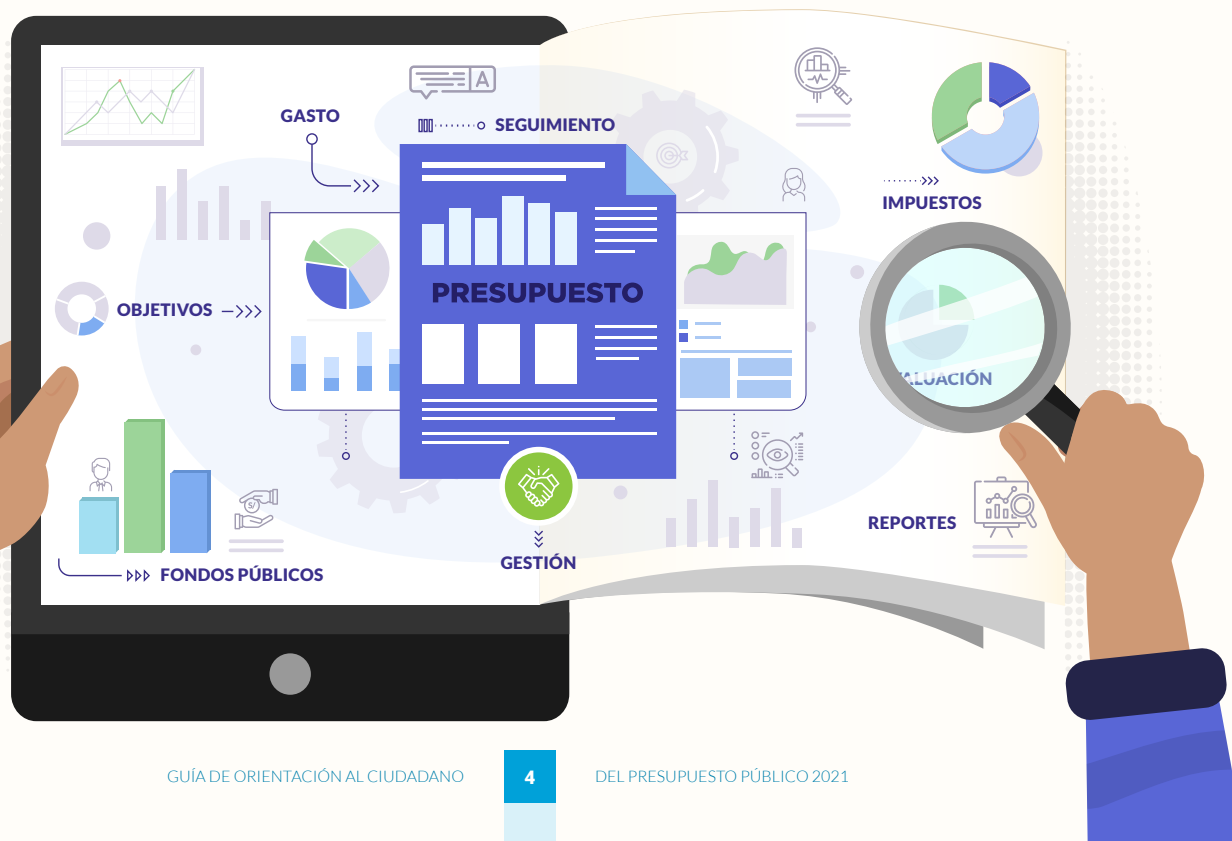 GASTO
A
SEGUIMIENTO
IMPUESTOS
PRESUPUESTO
OBJETIVOS
ALUACIÓN
S/
REPORTES
GESTIÓN
FONDOS PÚBLICOS
GUÍA DE ORIENTACIÓN AL CIUDADANO
4
DEL PRESUPUESTO PÚBLICO 2021